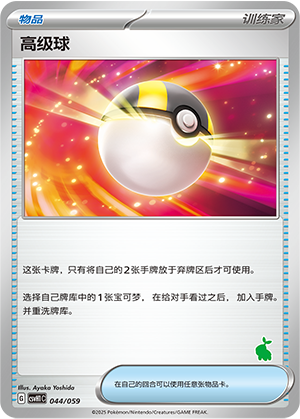 物品
训练家
高级球
这张卡牌，只有将自己的2张手牌放于弃牌区后才可使用。
选择自己牌库中的1张宝可梦，在给对手看过之后，加入手牌。
并重洗牌库。
Illus. Ayaka Yoshida
G CSVH1 C 044/059
在自己的回合可以使用任意张物品卡。
©2025 Pokémon/Nintendo/Creatures/GAME FREAK.